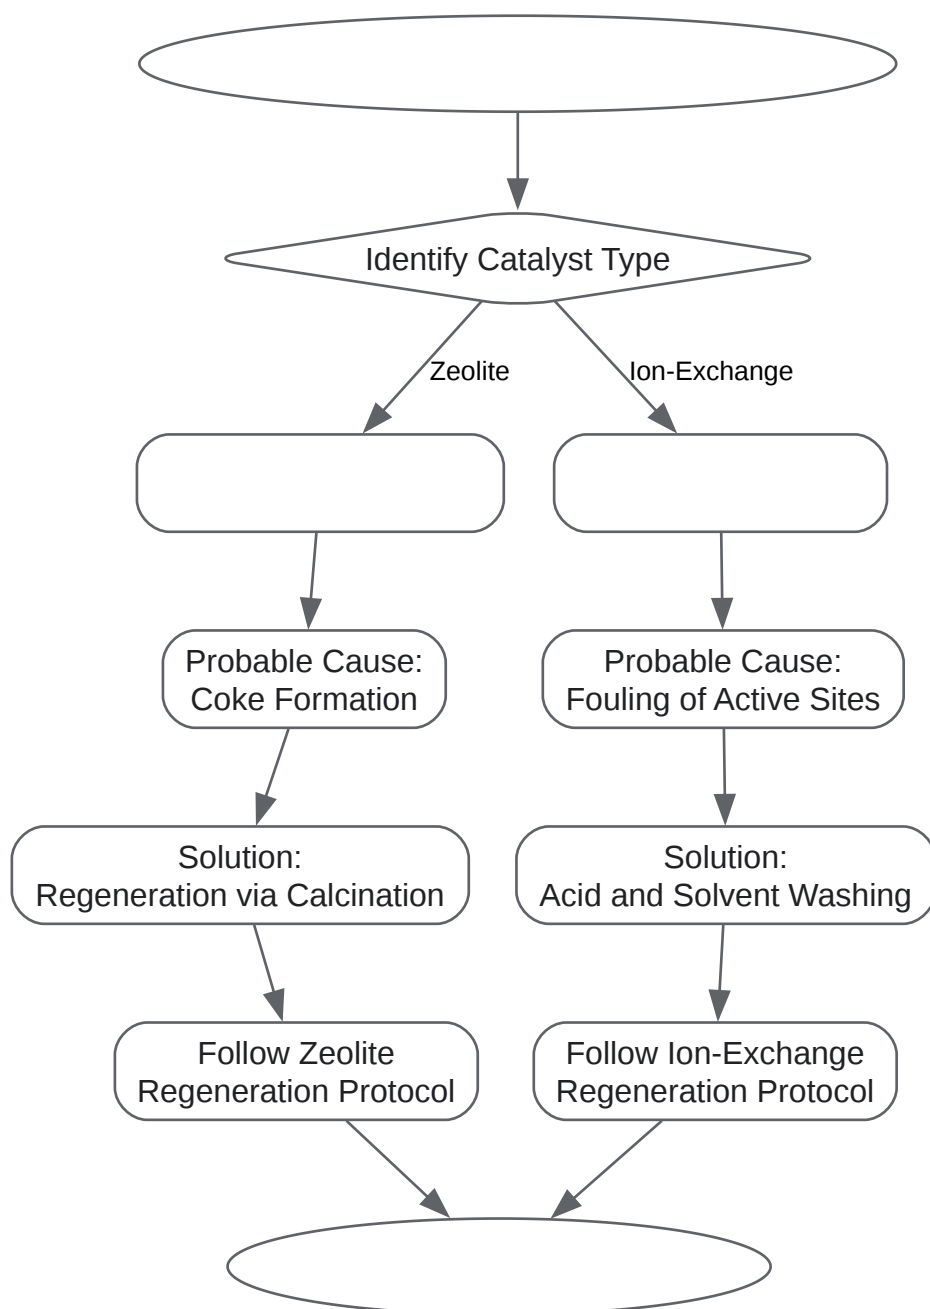 Identify Catalyst Type
Zeolite
Ion-Exchange
Probable Cause:
Coke Formation
Probable Cause:
Fouling of Active Sites
Solution:
Regeneration via Calcination
Solution:
Acid and Solvent Washing
Follow Zeolite
Regeneration Protocol
Follow Ion-Exchange
Regeneration Protocol